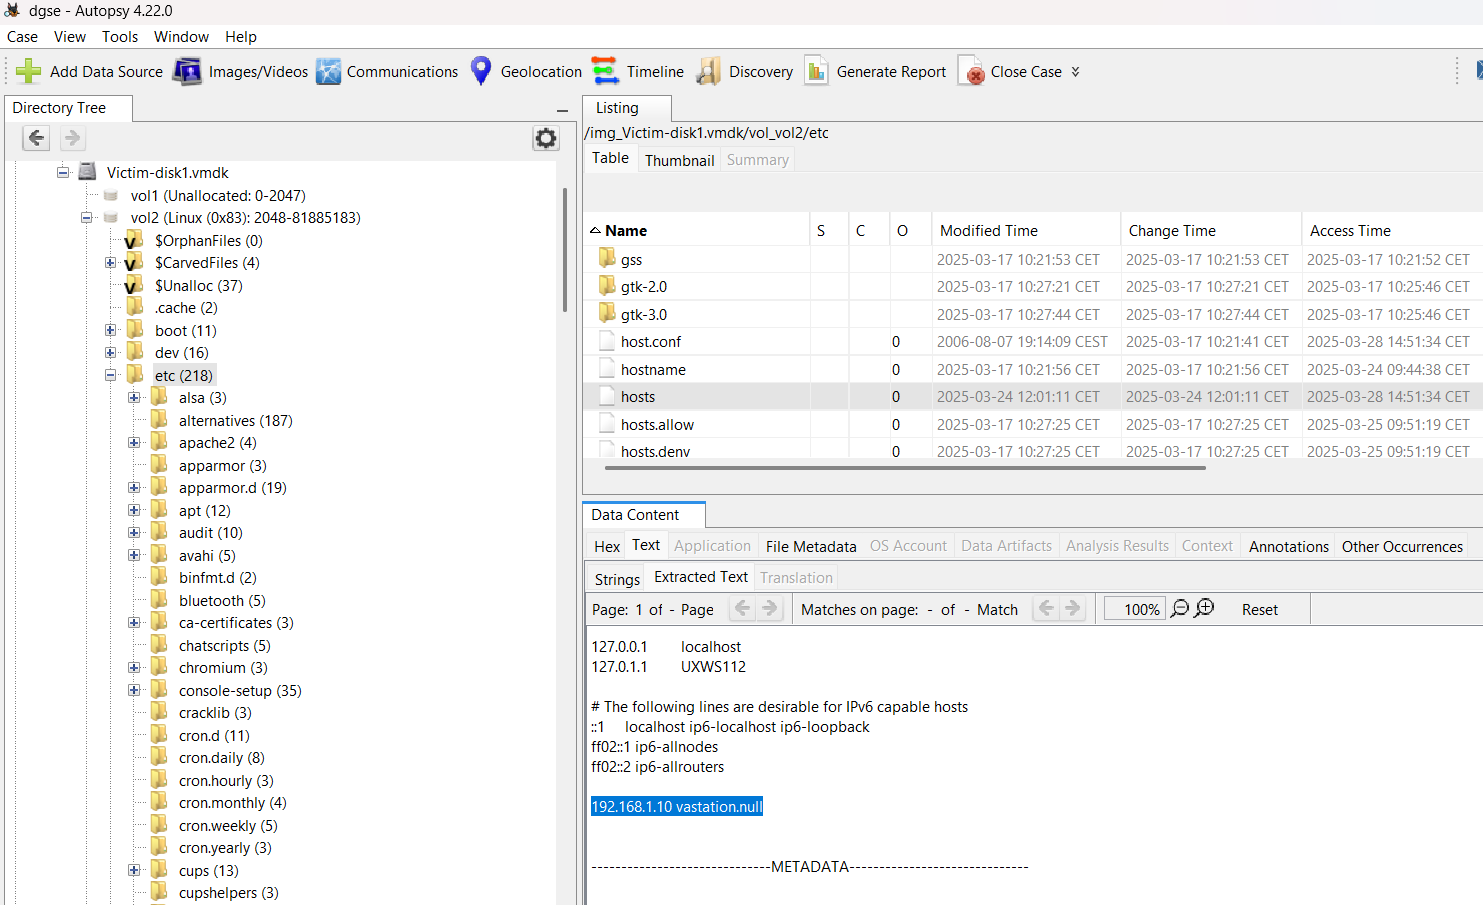 dgse - Autopsy 4.22.0
Case View Tools Window Help
Add Data Source Images/Videos Communications Geolocation Timeline Discovery Generate Report Close Case
Directory Tree
Victim-disk1.vmdk
vol1 (Unallocated: 0-2047)
vol2 (Linux (0x83): 2048-81885183)
$OrphanFiles (0)
$CarvedFiles (4)
$Unalloc (37)
.cache (2)
boot (11)
dev (16)
etc (218)
alsa (3)
alternatives (187)
apache2 (4)
apparmor (3)
apparmor.d (19)
apt (12)
audit (10)
avahi (5)
binfmt.d (2)
bluetooth (5)
ca-certificates (3)
chatscripts (5)
chromium (3)
console-setup (35)
cracklib (3)
cron.d (11)
cron.daily (8)
cron.hourly (3)
cron.monthly (4)
cron.weekly (5)
cron.yearly (3)
cups (13)
cupshelpers (3)
Listing
/img_Victim-disk1.vmdk/vol_vol2/etc
Table Thumbnail Summary
Name S C O Modified Time Change Time Access Time
gss 2025-03-17 10:21:53 CET 2025-03-17 10:21:53 CET 2025-03-17 10:21:52 CET
gtk-2.0 2025-03-17 10:27:21 CET 2025-03-17 10:27:21 CET 2025-03-17 10:25:46 CET
gtk-3.0 2025-03-17 10:27:44 CET 2025-03-17 10:27:44 CET 2025-03-17 10:25:46 CET
host.conf 0 2006-08-07 19:14:09 CEST 2025-03-17 10:21:41 CET 2025-03-28 14:51:34 CET
hostname 0 2025-03-17 10:21:56 CET 2025-03-17 10:21:56 CET 2025-03-24 09:44:38 CET
hosts 0 2025-03-24 12:01:11 CET 2025-03-24 12:01:11 CET 2025-03-28 14:51:34 CET
hosts.allow 0 2025-03-17 10:27:25 CET 2025-03-17 10:27:25 CET 2025-03-25 09:51:19 CET
hosts.deny 0 2025-03-17 10:27:25 CET 2025-03-17 10:27:25 CET 2025-03-25 09:51:19 CET
Data Content
Hex Text Application File Metadata OS Account Data Artifacts Analysis Results Context Annotations Other Occurrences
Strings Extracted Text Translation
Page: 1 of - Page Matches on page: - of - Match 100% Reset
127.0.0.1 localhost
127.0.1.1 UXWS112
# The following lines are desirable for IPv6 capable hosts
::1 localhost ip6-localhost ip6-loopback
ff02::1 ip6-allnodes
ff02::2 ip6-allrouters
192.168.1.10 vastation.null
------------------------------METADATA------------------------------